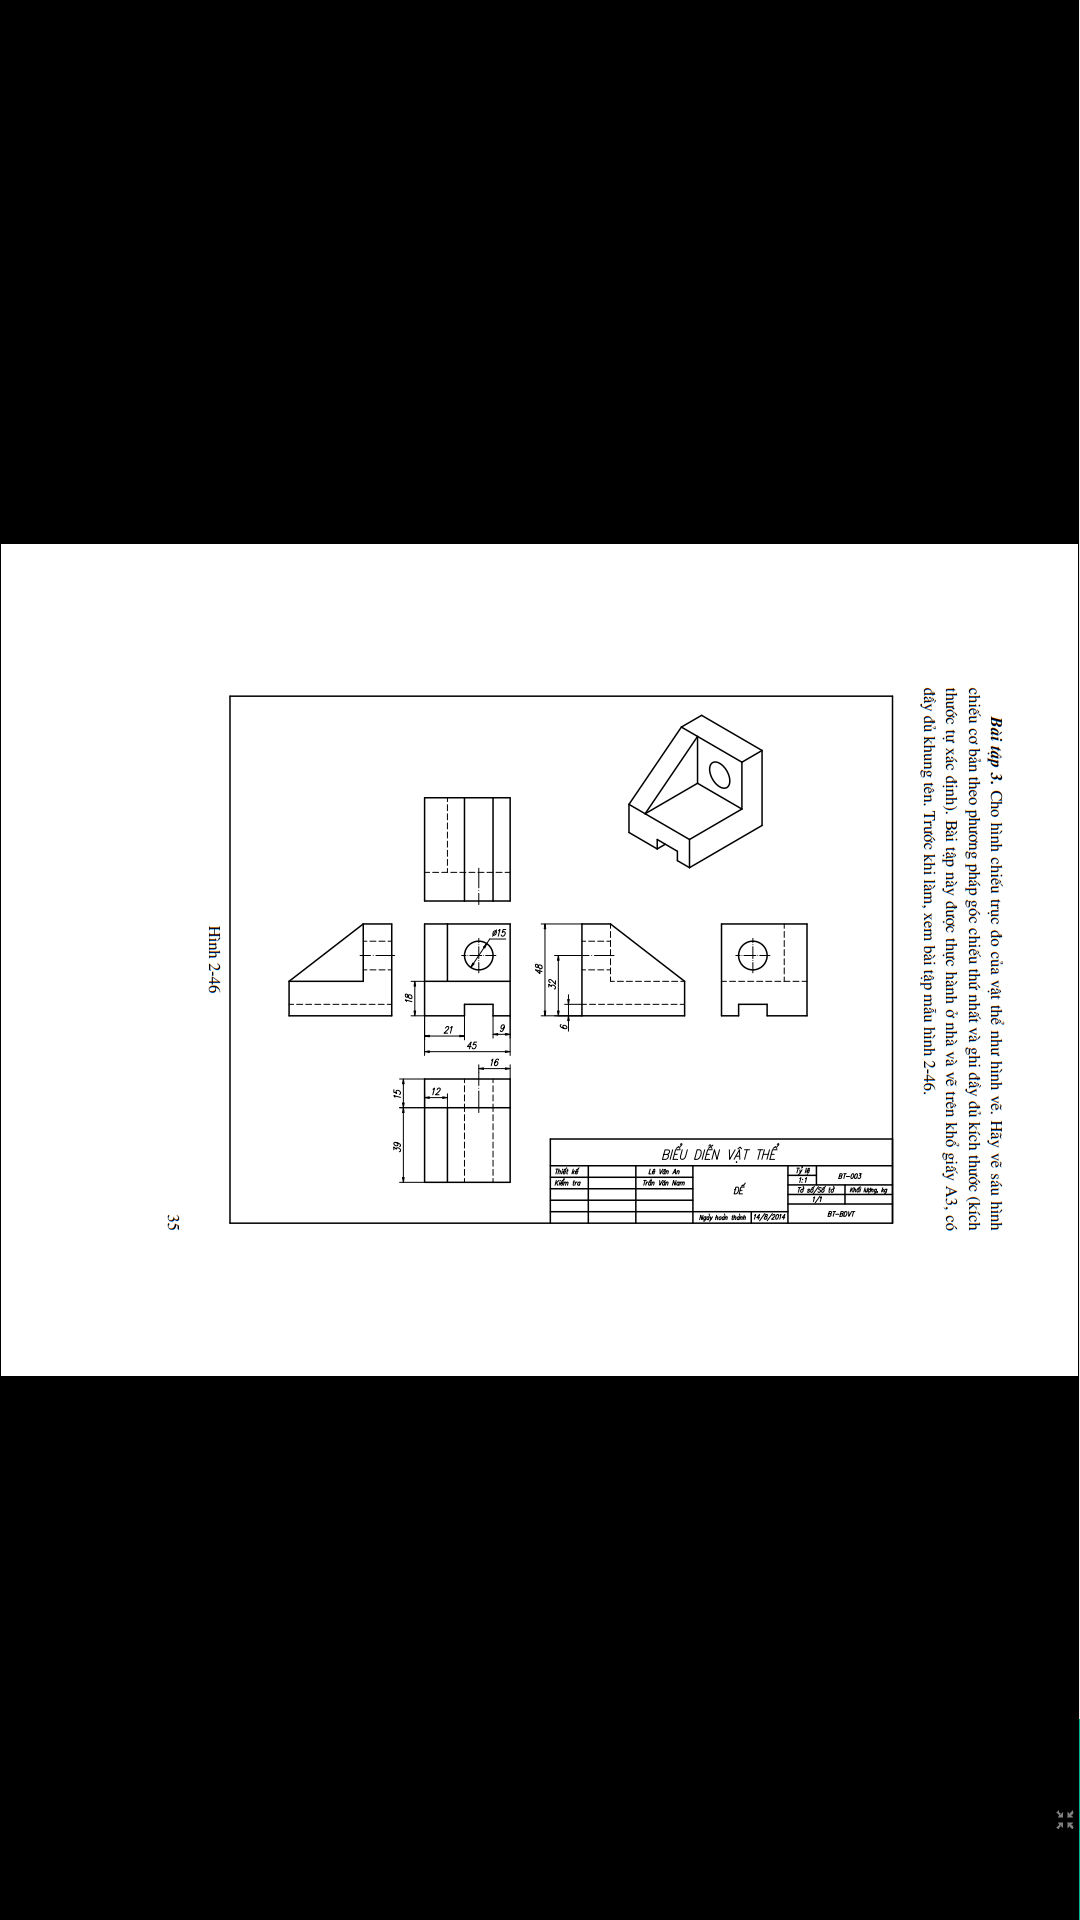 Bài tập 3. Cho hình chiếu trục đo của vật thể như hình vẽ. Hãy vẽ sáu hình
chiếu cơ bản theo phương pháp góc chiếu thứ nhất và ghi đầy đủ kích thước (kích
thước tự xác định). Bài tập này được thực hành ở nhà và vẽ trên khổ giấy A3, có
đầy đủ khung tên. Trước khi làm, xem bài tập mẫu hình 2-46.
Ø15
18
21
9
45
48
32
6
16
15
12
39
BIỂU DIỄN VẬT THỂ
Thiết kế
Lê Văn An
Kiểm tra
Trần Văn Nam
ĐẾ
Tỷ lệ
1:1
BT-003
Tờ số/Số tờ
Khối lượng, kg
1/1
Ngày hoàn thành
14/8/2014
BT-BDVT
Hình 2-46
35